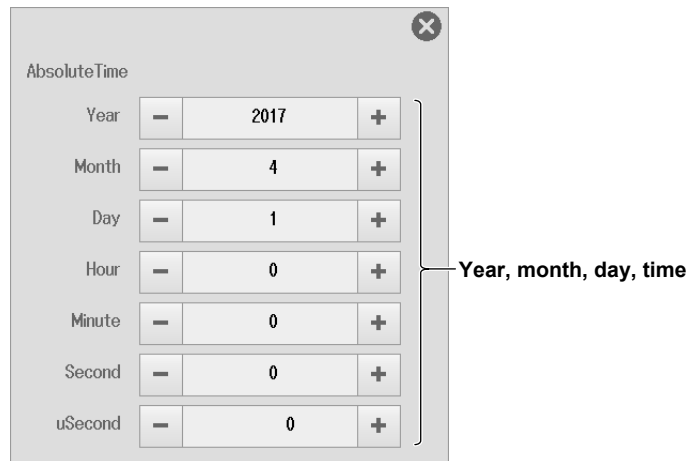 AbsoluteTime
Year − 2017 +
Month − 4 +
Day − 1 +
Hour − 0 +
Minute − 0 +
Second − 0 +
uSecond − 0 +
Year, month, day, time